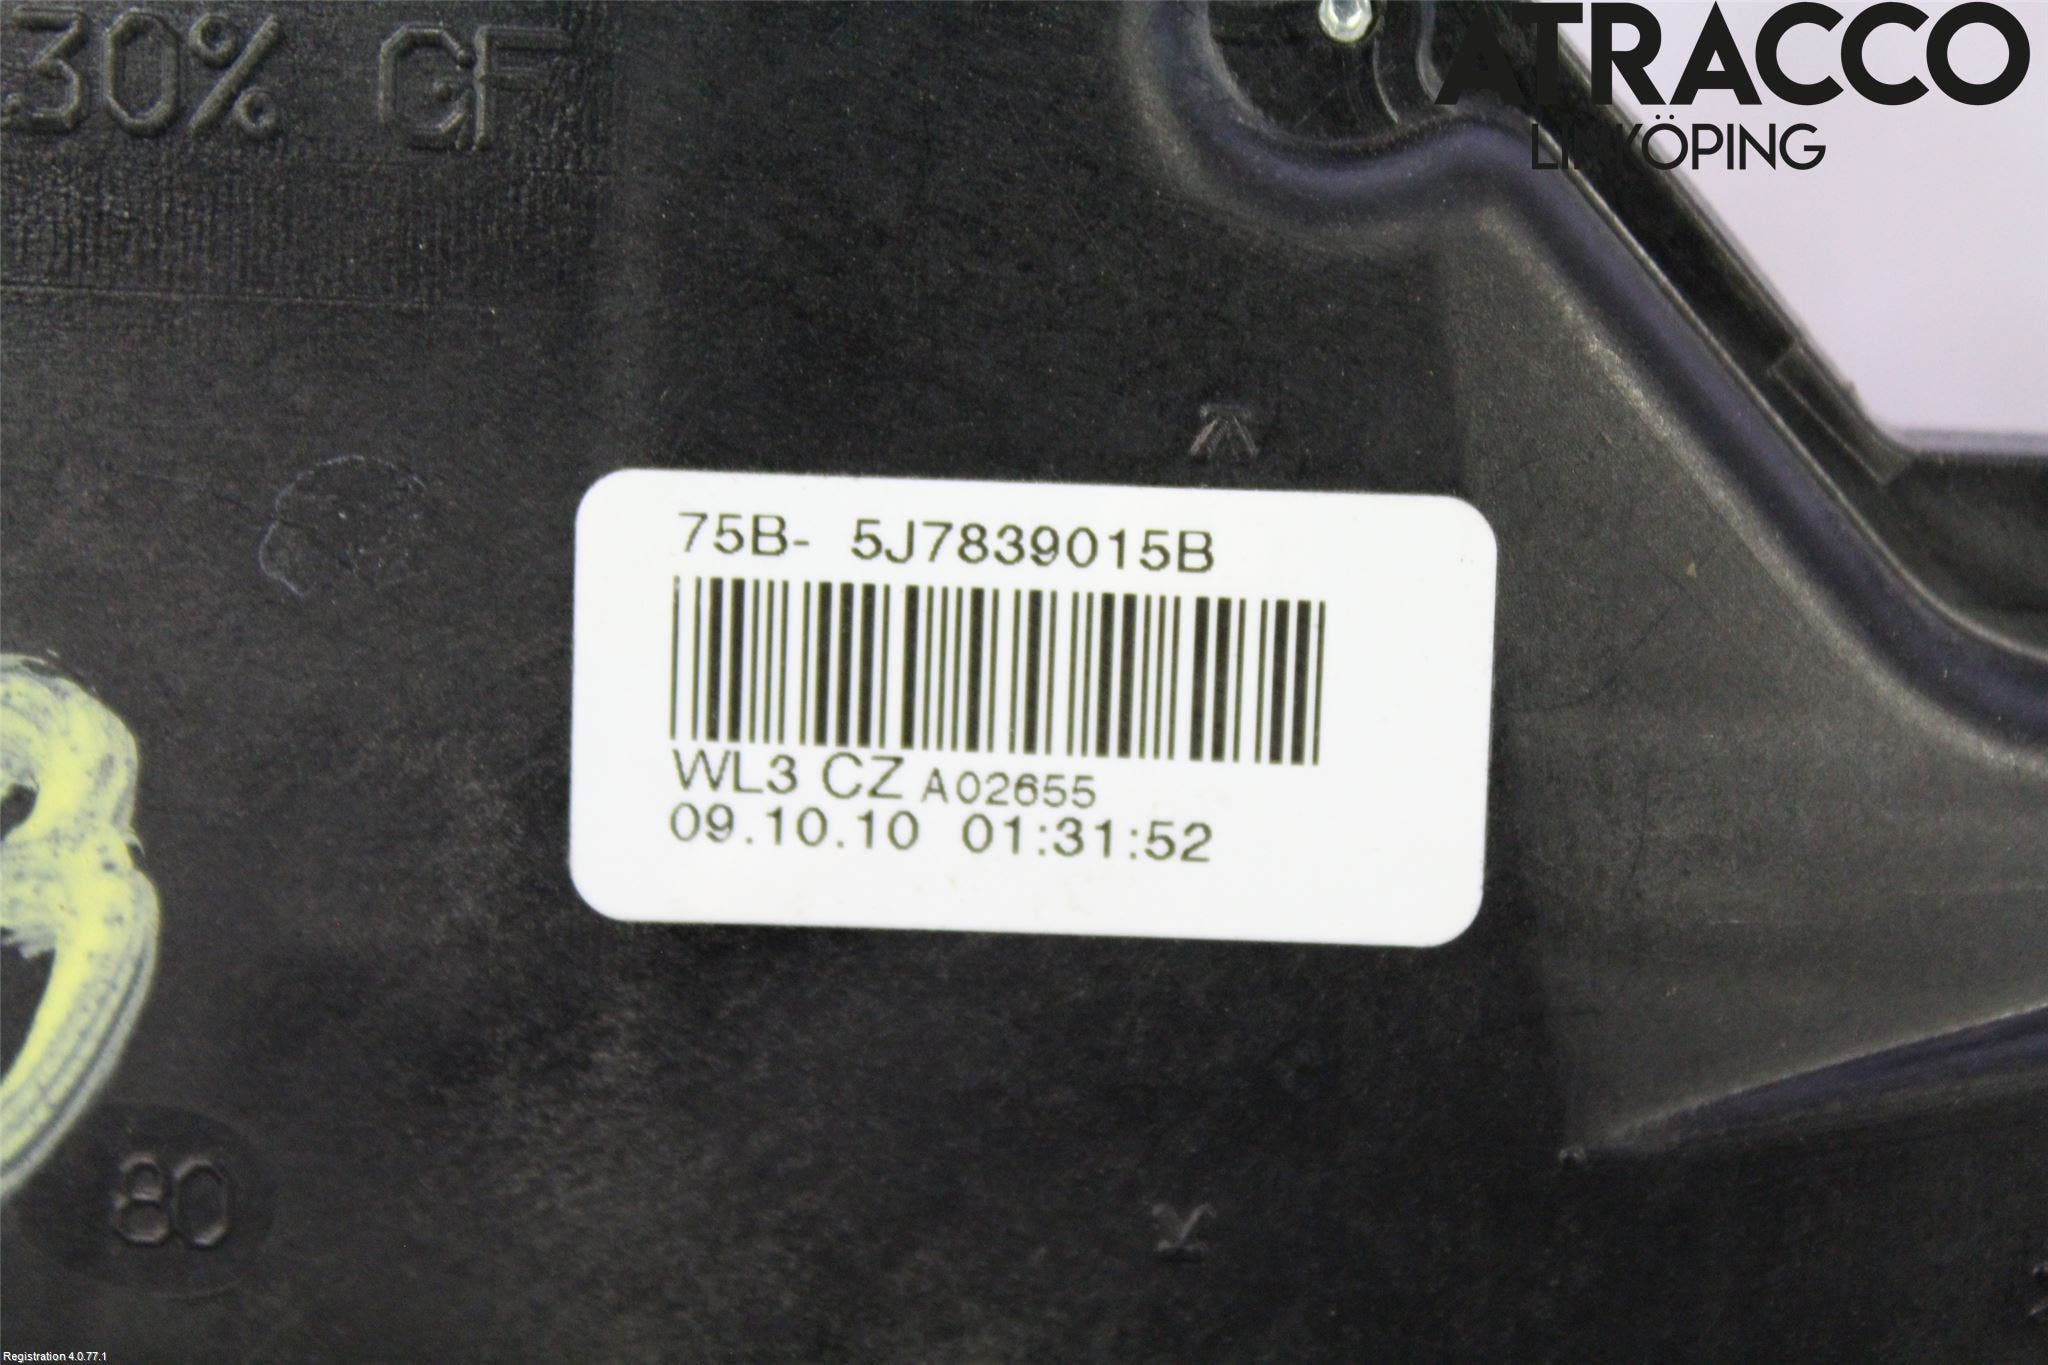 30% GF
ATRACCO
LINKÖPING
75B- 5J7839015B
WL3 CZ A02655
09.10.10 01:31:52
80
Registration 4.0.77.1